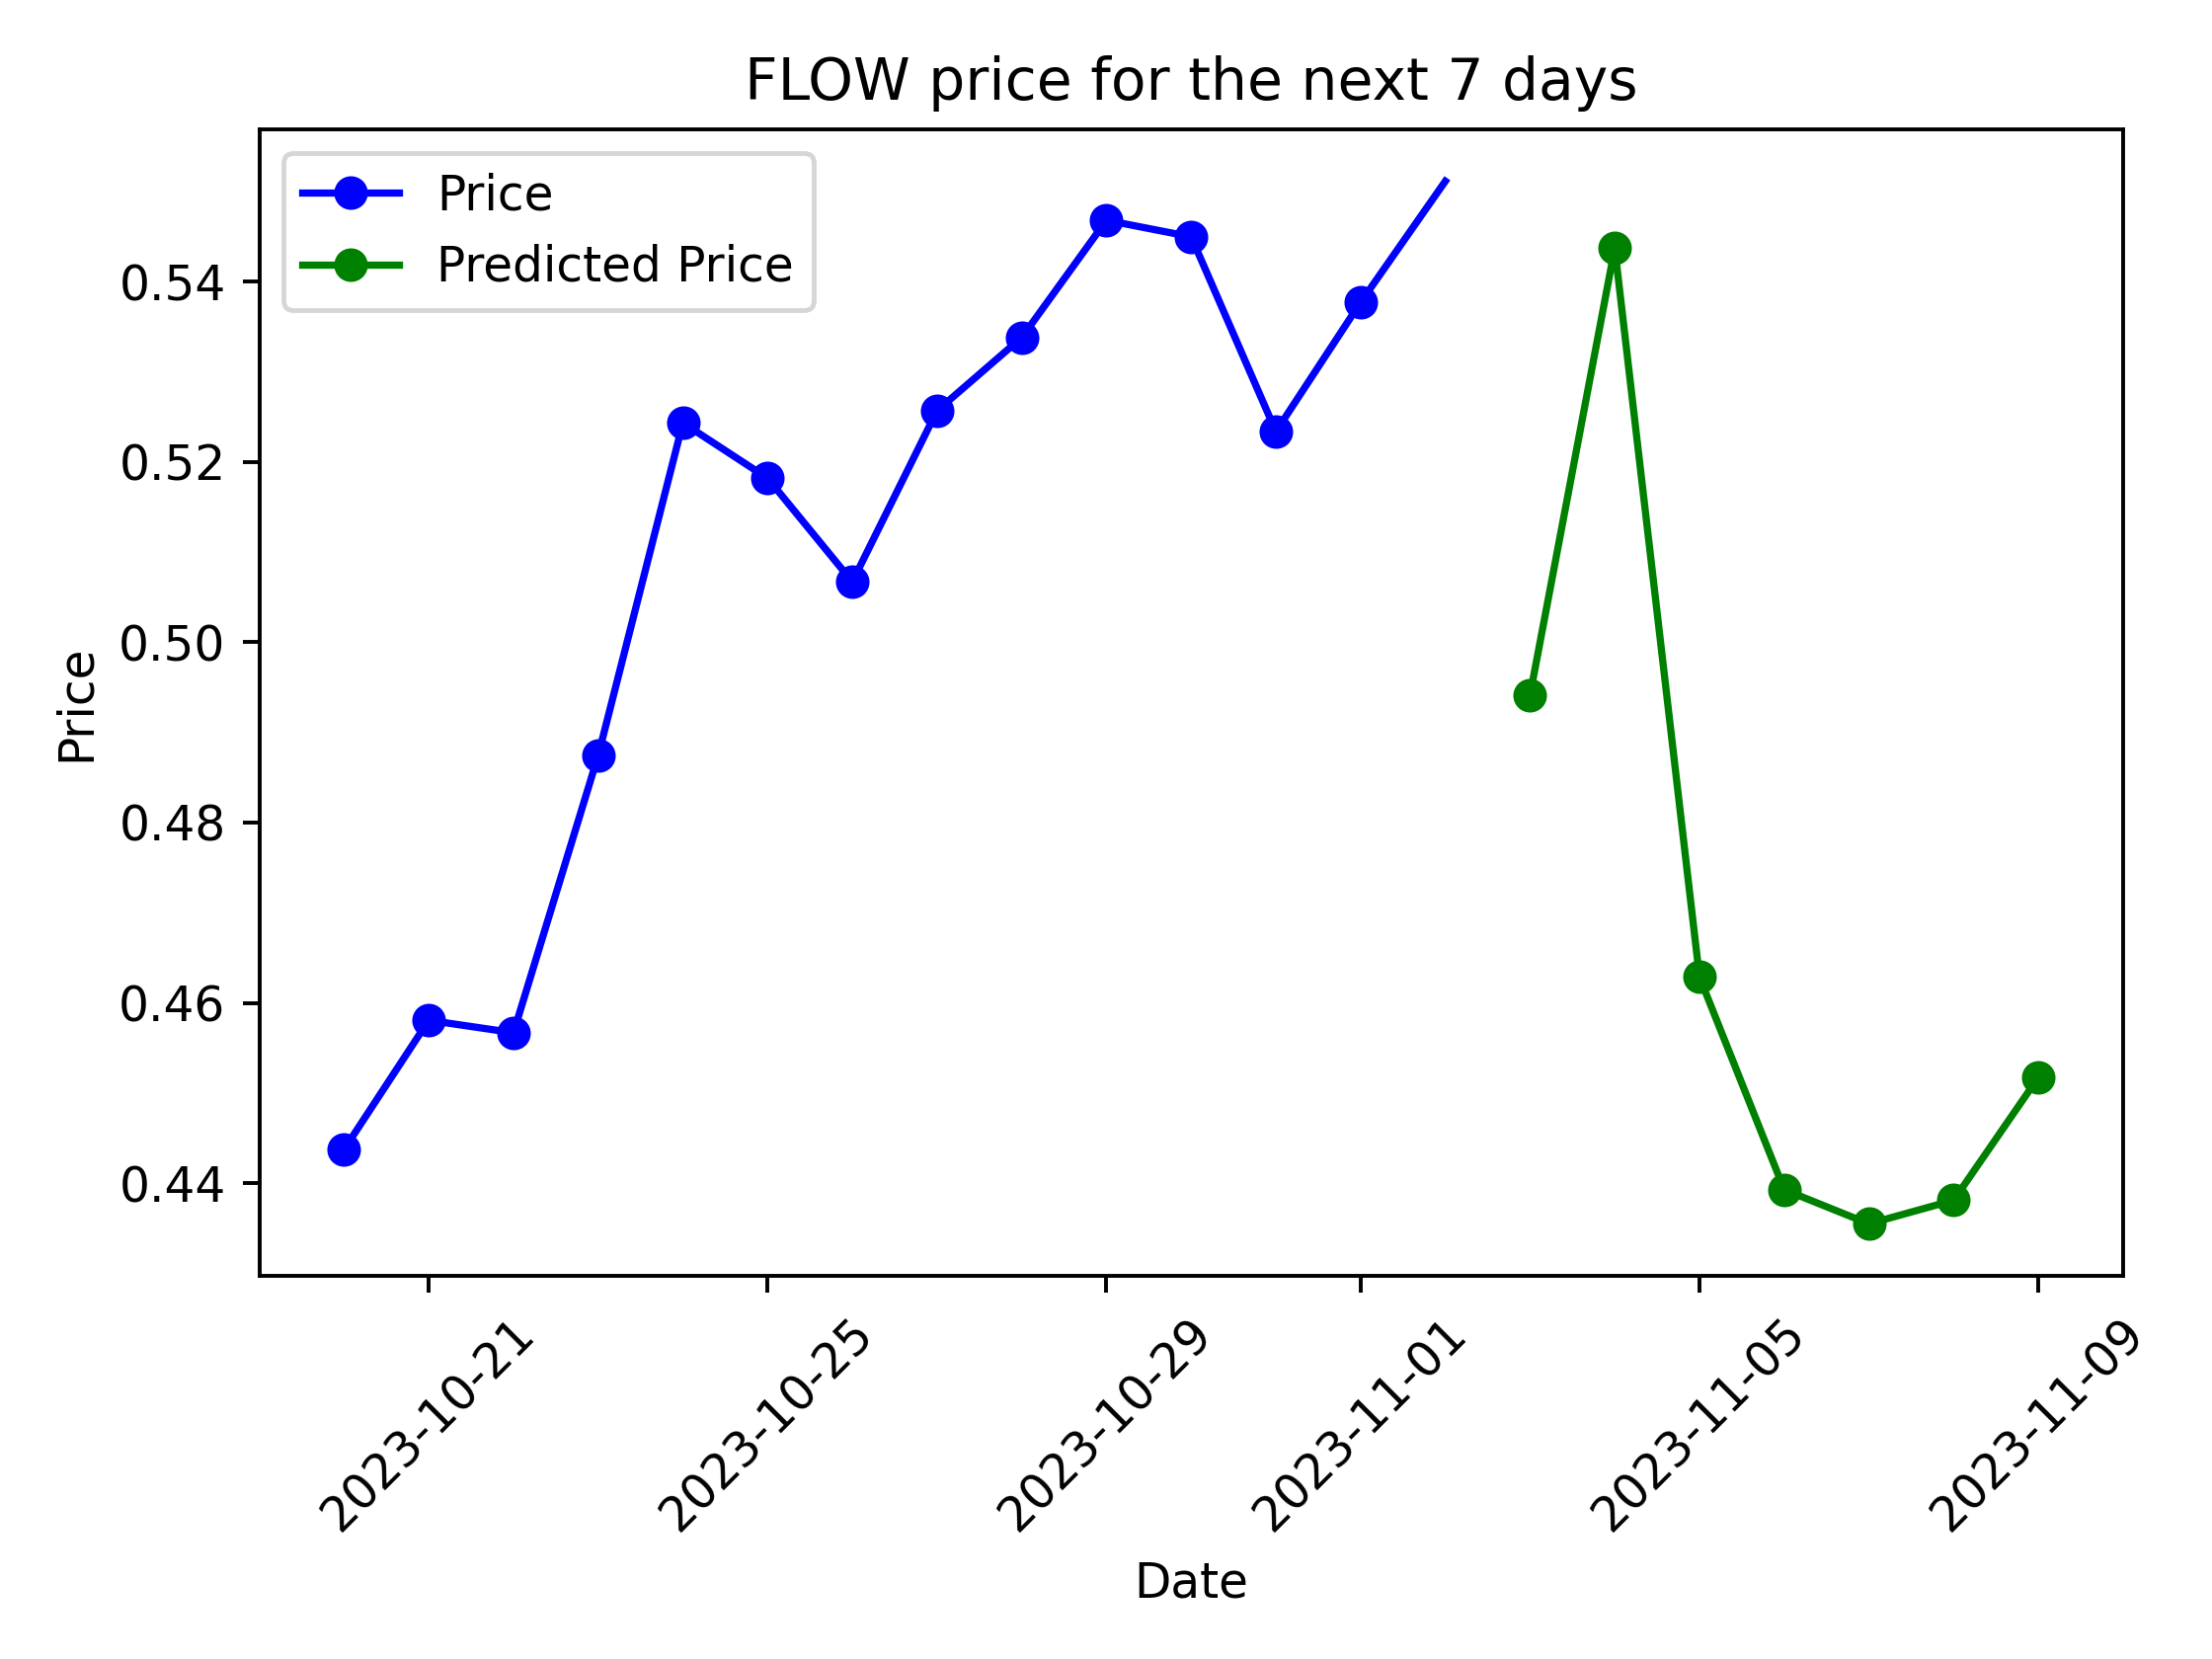 FLOW price for the next 7 days
Price
Predicted Price
0.54
0.52
0.50
0.48
0.46
0.44
Price
2023-10-21
2023-10-25
2023-10-29
2023-11-01
2023-11-05
2023-11-09
Date